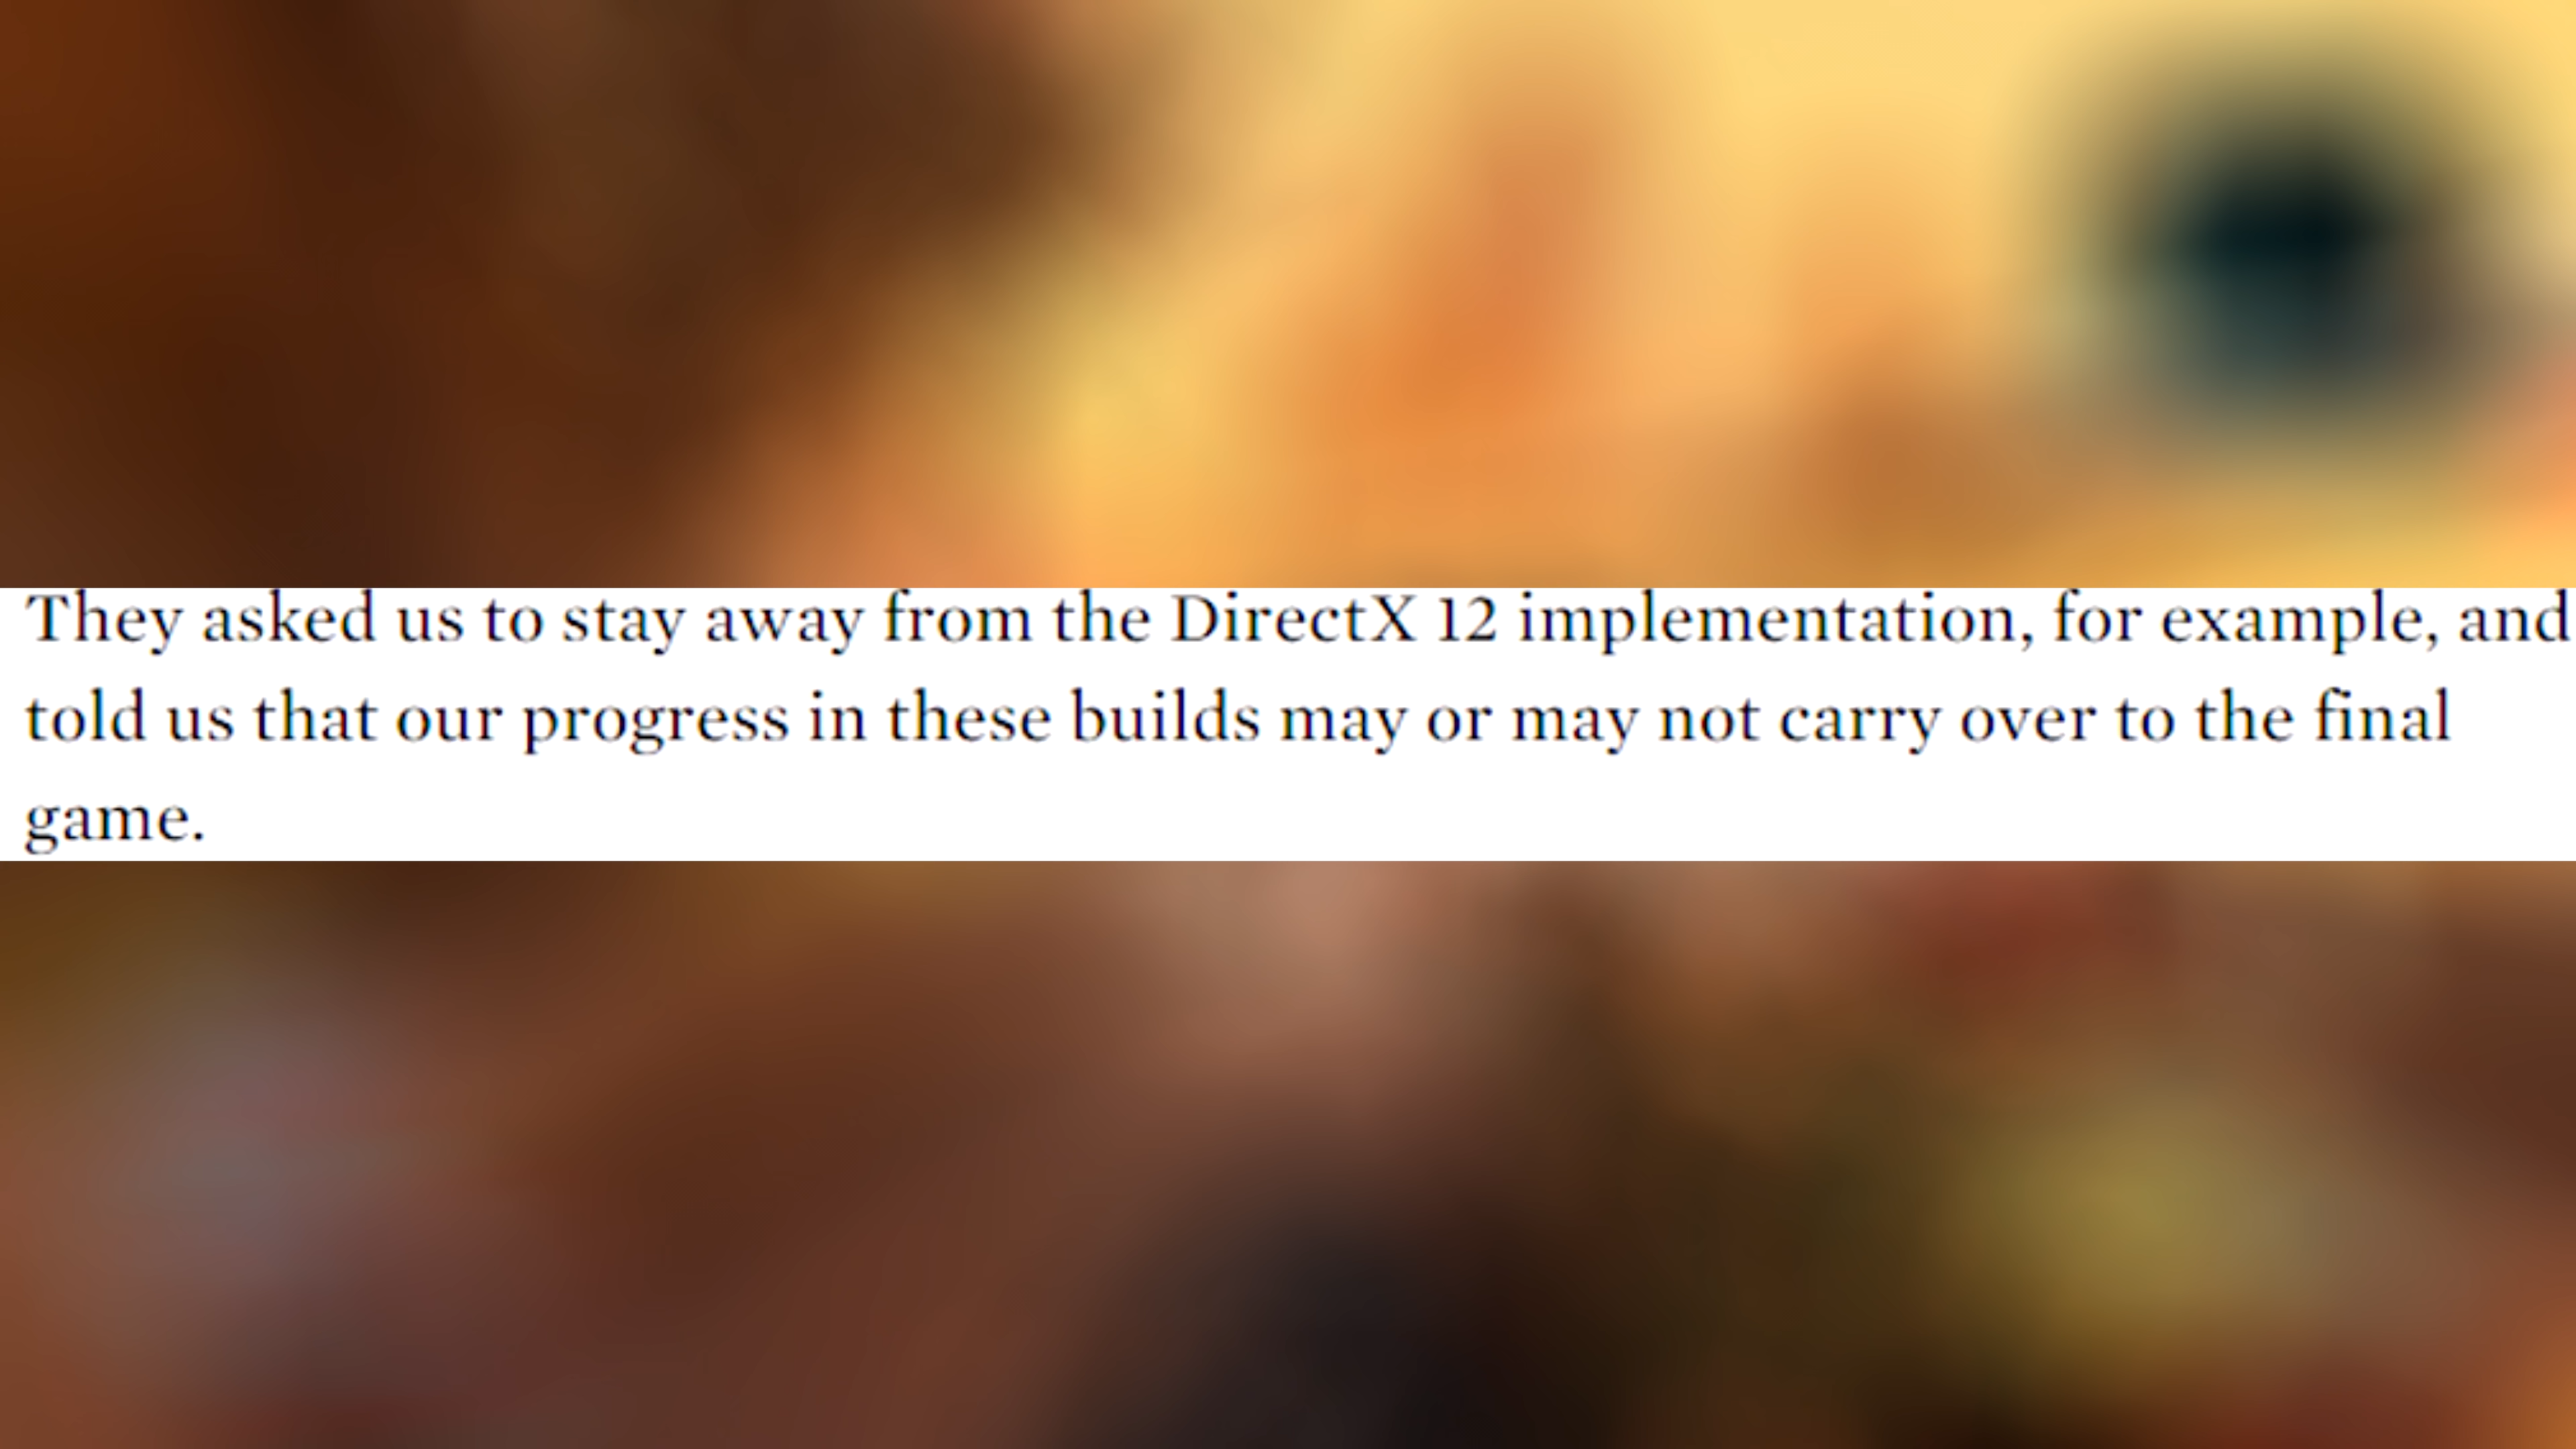 They asked us to stay away from the DirectX 12 implementation, for example, and
told us that our progress in these builds may or may not carry over to the final
game.